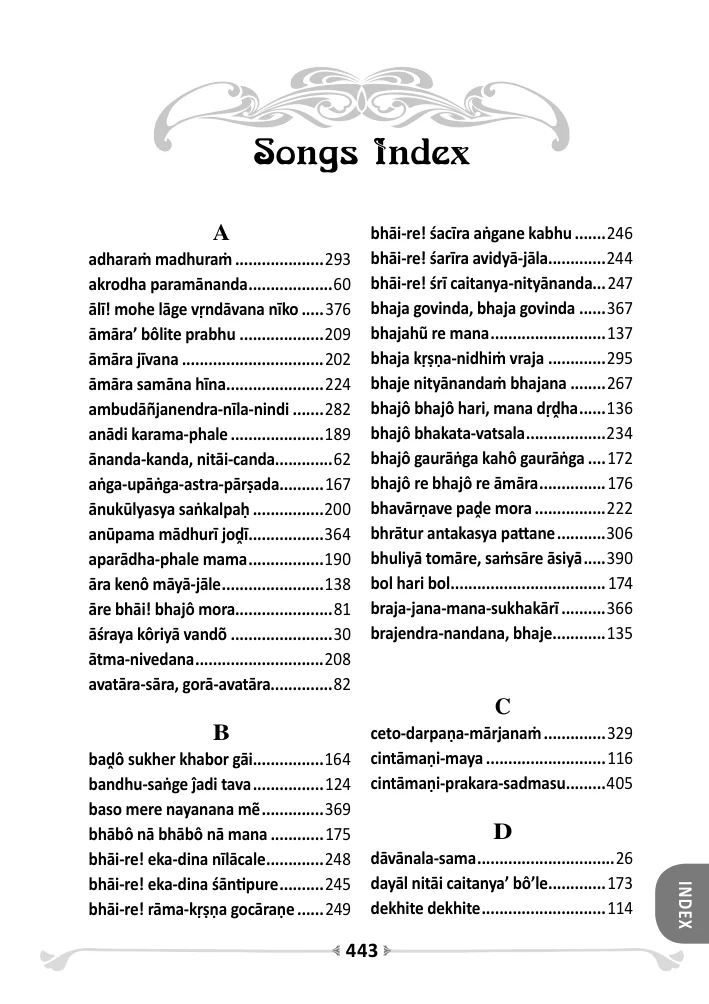 Songs Index
A
adharaṁ madhuraṁ ....................293
akrodha paramānanda...................60
ālī! mohe lāge vṛndāvana nīko .....376
āmāra’ bôlite prabhu ...................209
āmāra jīvana ................................202
āmāra samāna hīna......................224
ambudāñjanendra-nīla-nindi .......282
anādi karama-phale .....................189
ānanda-kanda, nitāi-canda.............62
aṅga-upāṅga-astra-pārṣada..........167
ānukūlyasya saṅkalpaḥ ................200
anūpama mādhurī joḓī.................364
aparādha-phale mama.................190
āra kenô māyā-jāle.......................138
āre bhāi! bhajô mora......................81
āśraya kôriyā vandõ .......................30
ātma-nivedana.............................208
avatāra-sāra, gorā-avatāra..............82
B
baḓô sukher khabor gāi................164
bandhu-saṅge ĵadi tava ................124
baso mere nayanana mẽ..............369
bhābô nā bhābô nā mana ............175
bhāi-re! eka-dina nīlācale.............248
bhāi-re! eka-dina śāntipure..........245
bhāi-re! rāma-kṛṣṇa gocāraṇe ......249
bhāi-re! śacīra aṅgane kabhu .......246
bhāi-re! śarīra avidyā-jāla.............244
bhāi-re! śrī caitanya-nityānanda...247
bhaja govinda, bhaja govinda ......367
bhajahũ re mana..........................137
bhaja kṛṣṇa-nidhiṁ vraja .............295
bhaje nityānandaṁ bhajana ........267
bhajô bhajô hari, mana dṛḓha......136
bhajô bhakata-vatsala..................234
bhajô gaurāṅga kahô gaurāṅga ....172
bhajô re bhajô re āmāra...............176
bhavārṇave paḓe mora ................222
bhrātur antakasya pattane ...........306
bhuliyā tomāre, saṁsāre āsiyā.....390
bol hari bol................................... 174
braja-jana-mana-sukhakārī ..........366
brajendra-nandana, bhaje............135
C
ceto-darpaṇa-mārjanaṁ..............329
cintāmaṇi-maya ...........................116
cintāmaṇi-prakara-sadmasu.........405
D
dāvānala-sama...............................26
dayāl nitāi caitanya’ bô’le.............173
dekhite dekhite............................114
INDEX
443